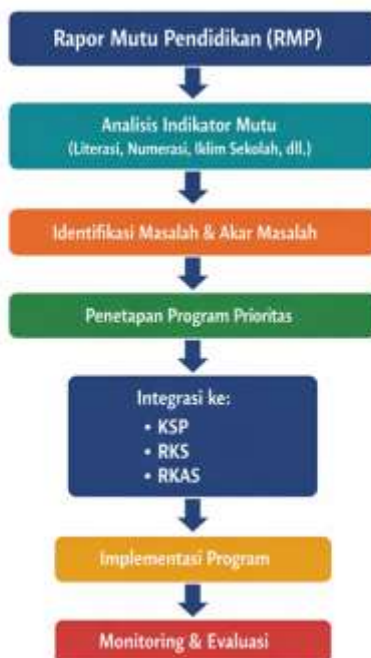 Rapor Mutu Pendidikan (RMP)
Analisis Indikator Mutu
(Literasi, Numerasi, Iklim Sekolah, dll.)
Identifikasi Masalah & Akar Masalah
Penetapan Program Prioritas
Integrasi ke:
• KSP
• RKS
• RKAS
Implementasi Program
Monitoring & Evaluasi